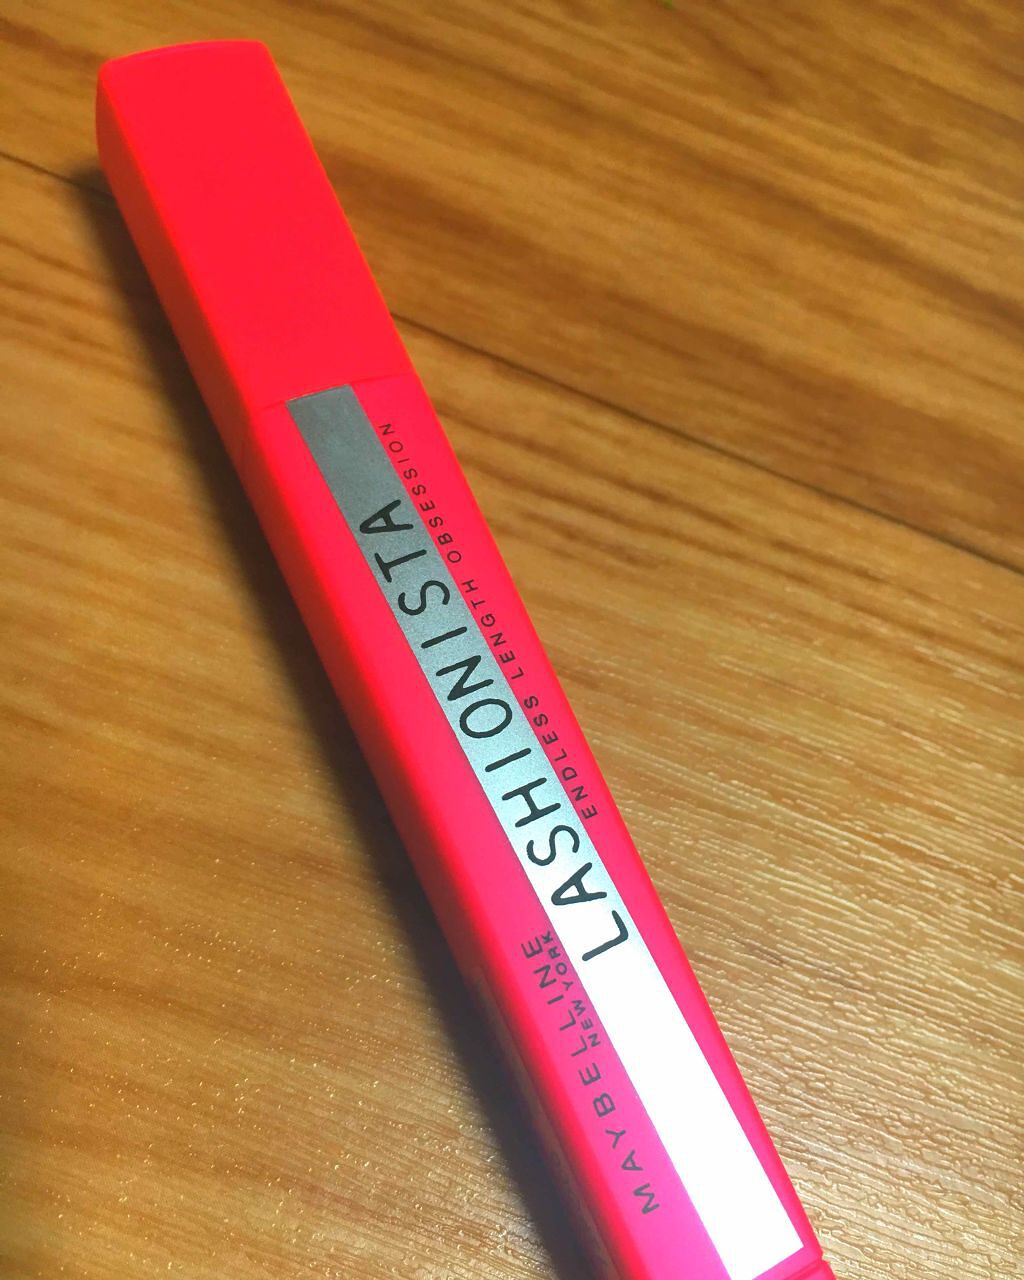 MAYBELLINE
NEW YORK
LASHIONISTA
ENDLESS LENGTH OBSESSION